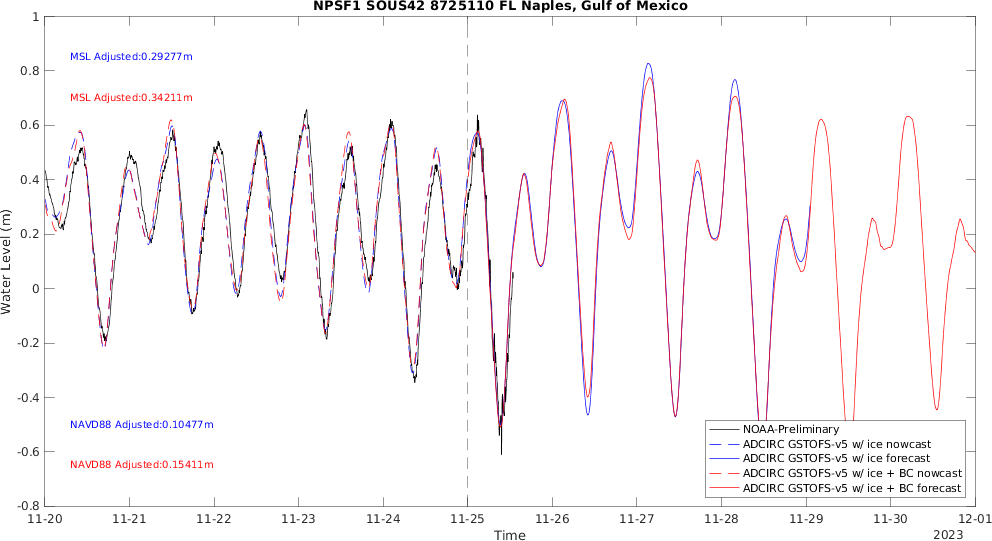 NPSF1 SOUS42 8725110 FL Naples, Gulf of Mexico
1
0.8
0.6
0.4
0.2
0
-0.2
-0.4
-0.6
-0.8
Water Level (m)
MSL Adjusted:0.29277m
MSL Adjusted:0.34211m
NAVD88 Adjusted:0.10477m
NAVD88 Adjusted:0.15411m
NOAA-Preliminary
ADCIRC GSTOFS-v5 w/ ice nowcast
ADCIRC GSTOFS-v5 w/ ice forecast
ADCIRC GSTOFS-v5 w/ ice + BC nowcast
ADCIRC GSTOFS-v5 w/ ice + BC forecast
11-20 11-21 11-22 11-23 11-24 11-25 11-26 11-27 11-28 11-29 11-30 12-01
Time
2023